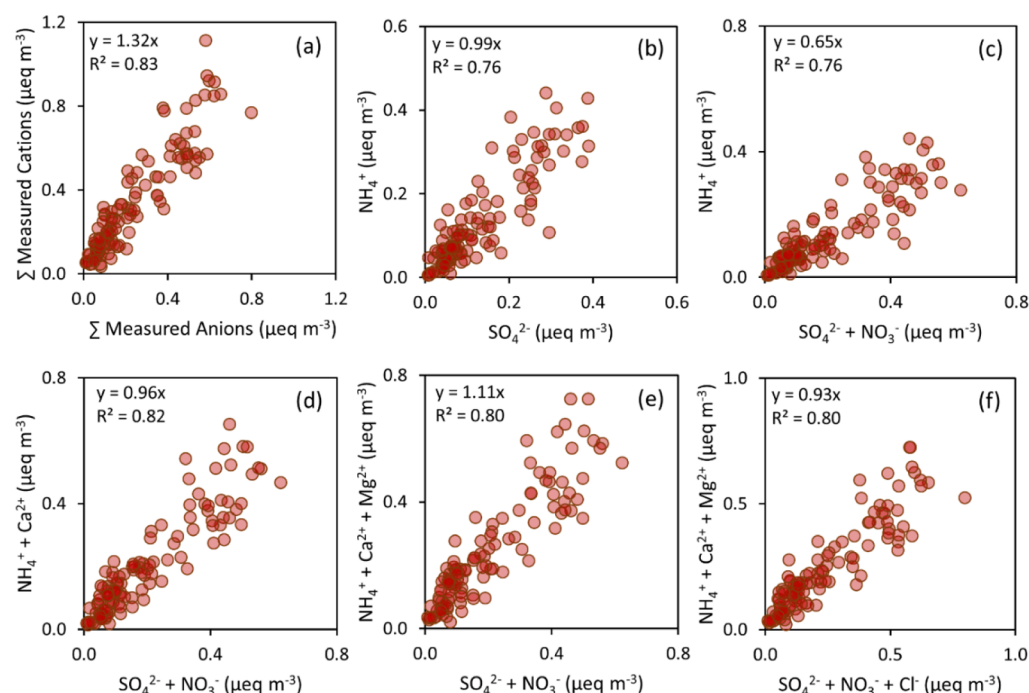 ∑ Measured Cations (µeq m⁻³)
1.2
0.8
0.4
0.0
y = 1.32x
R² = 0.83
(a)
0.0 0.4 0.8 1.2
∑ Measured Anions (µeq m⁻³)
NH₄⁺ (µeq m⁻³)
0.6
0.4
0.2
0.0
y = 0.99x
R² = 0.76
(b)
0.0 0.2 0.4 0.6
SO₄²⁻ (µeq m⁻³)
NH₄⁺ (µeq m⁻³)
0.8
0.4
0.0
y = 0.65x
R² = 0.76
(c)
0.0 0.4 0.8
SO₄²⁻ + NO₃⁻ (µeq m⁻³)
NH₄⁺ + Ca²⁺ (µeq m⁻³)
0.8
0.4
0.0
y = 0.96x
R² = 0.82
(d)
0.0 0.4 0.8
SO₄²⁻ + NO₃⁻ (µeq m⁻³)
NH₄⁺ + Ca²⁺ + Mg²⁺ (µeq m⁻³)
0.8
0.4
0.0
y = 1.11x
R² = 0.80
(e)
0.0 0.4 0.8
SO₄²⁻ + NO₃⁻ (µeq m⁻³)
NH₄⁺ + Ca²⁺ + Mg²⁺ (µeq m⁻³)
1.0
0.5
0.0
y = 0.93x
R² = 0.80
(f)
0.0 0.5 1.0
SO₄²⁻ + NO₃⁻ + Cl⁻ (µeq m⁻³)